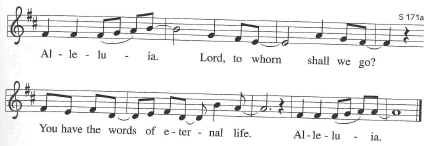 S 171a
Al - le - lu - ia. Lord, to whorn shall we go?
You have the words of e - ter - nal life. Al - le - lu - ia.